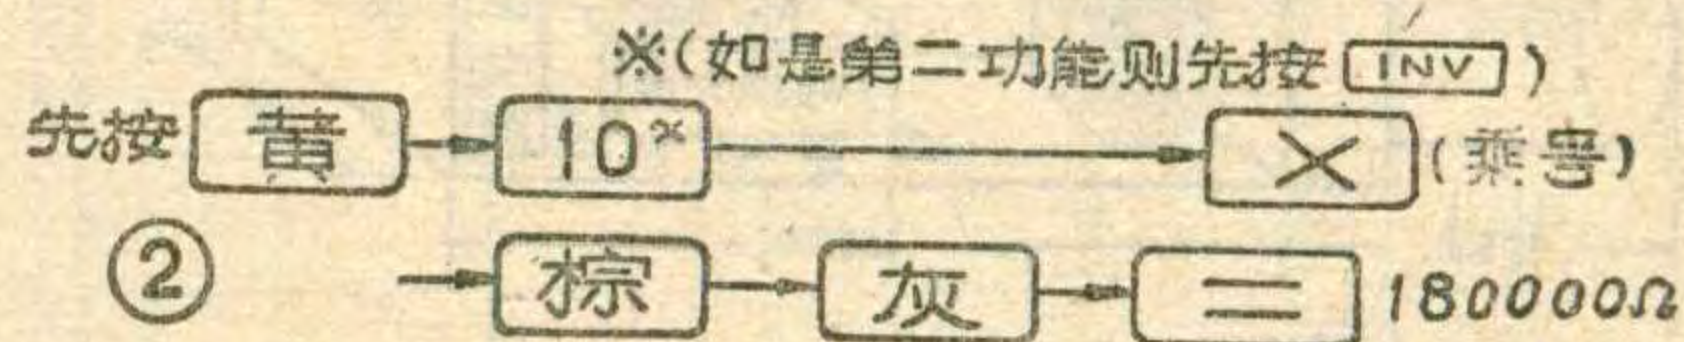 ※(如是第二功能则先按 INV )
先按 黄 → 10ˣ → × (乘号)
② → 棕 → 灰 → = 180000Ω